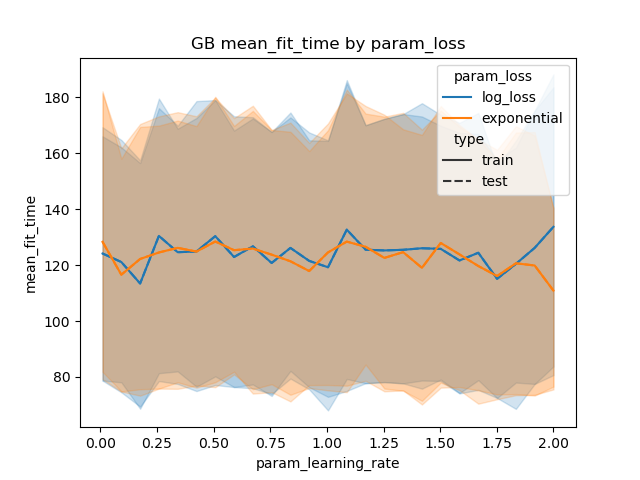 GB mean_fit_time by param_loss
param_loss
log_loss
exponential
type
train
test
mean_fit_time
180
160
140
120
100
80
0.00 0.25 0.50 0.75 1.00 1.25 1.50 1.75 2.00
param_learning_rate